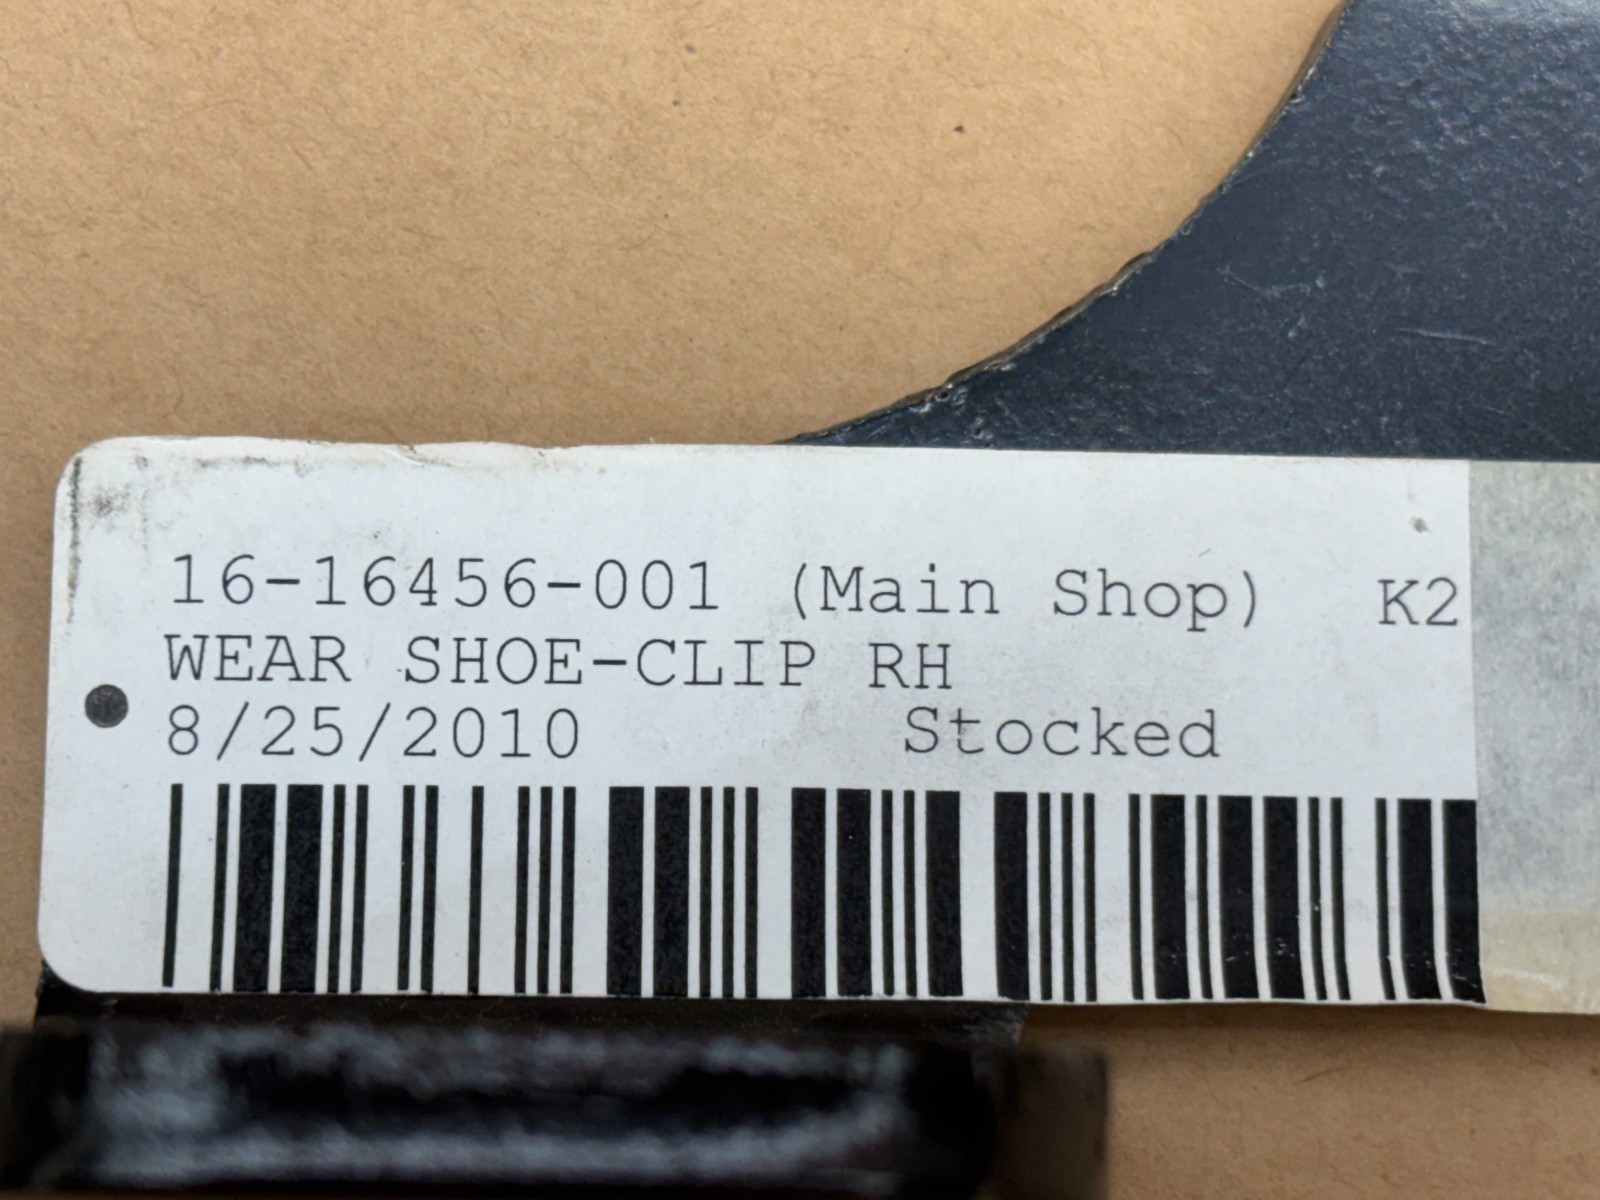 16-16456-001 (Main Shop) K2
WEAR SHOE-CLIP RH
8/25/2010 Stocked